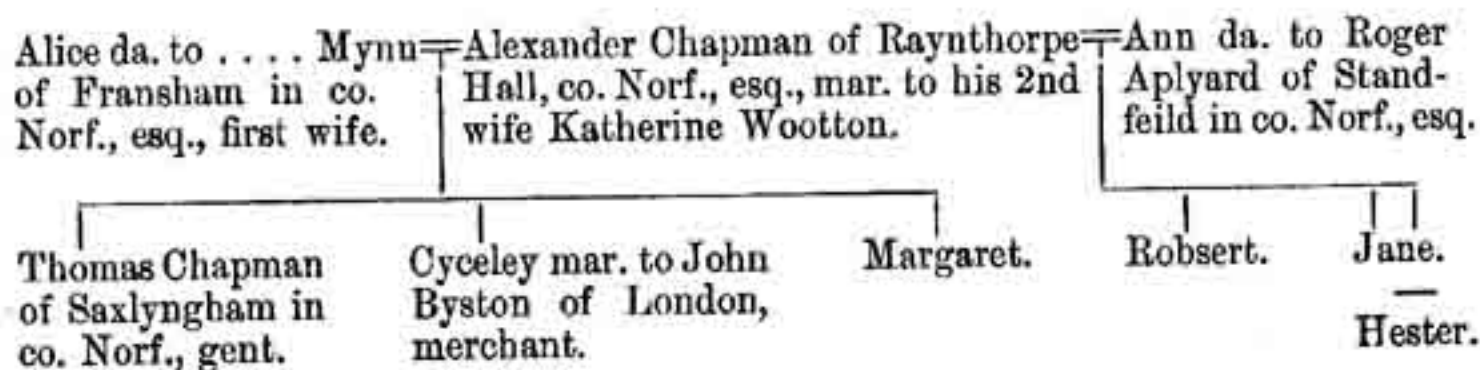 Alice da. to . . . . Mynn=Alexander Chapman of Raynthorpe=Ann da. to Roger
of Fransham in co. Hall, co. Norf., esq., mar. to his 2nd Aplyard of Stand-
Norf., esq., first wife. wife Katherine Wootton. feild in co. Norf., esq.
Thomas Chapman Cyceley mar. to John Margaret. Robsert. Jane.
of Saxlyngham in Byston of London,
co. Norf., gent. merchant. Hester.